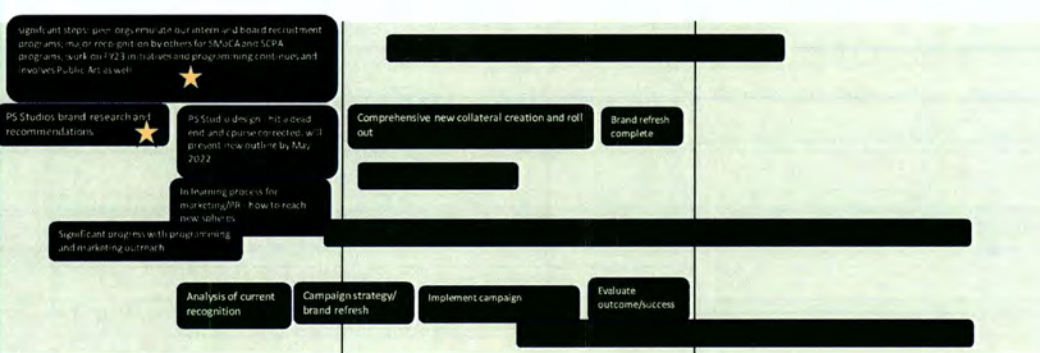 significant steps: peer orgs emulate our intern and board recruitment
programs; major recognition by others for SMoCA and SCPA
programs; work on FY23 initiatives and programming continues and
involves Public Art as well
PS Studios brand research and
recommendations
PS Studio design - hit a dead
end and course corrected, will
present new outline by May
2022
Comprehensive new collateral creation and roll
out
Brand refresh
complete
In learning process for
marketing/PR - how to reach
new spheres
Significant progress with programming
and marketing outreach
Analysis of current
recognition
Campaign strategy/
brand refresh
Implement campaign
Evaluate
outcome/success